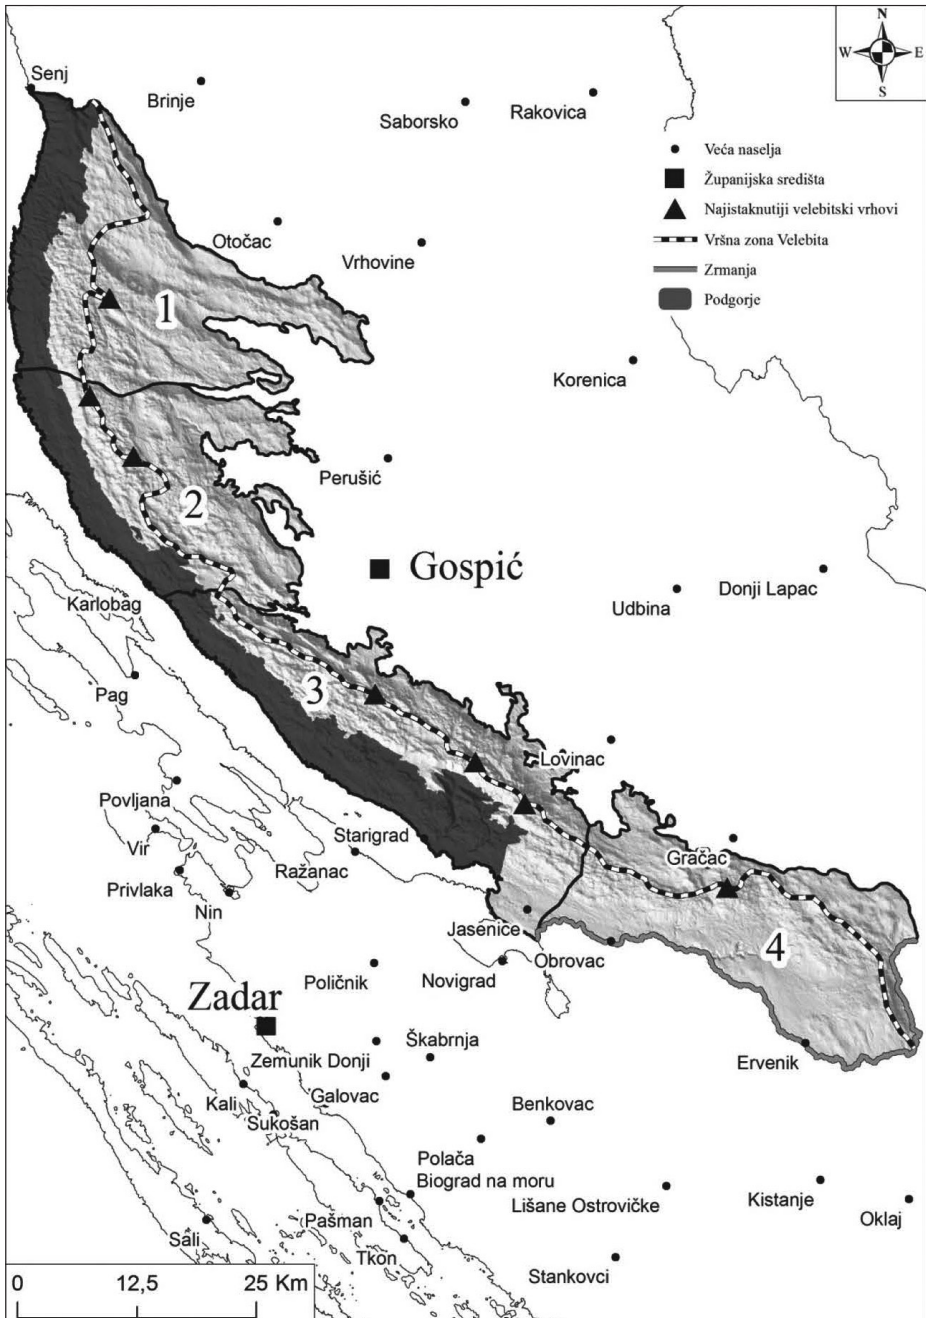 N
W E
S
Senj
Brinje
Saborsko
Rakovica
Veća naselja
Županijska središta
Najistaknutiji velebitski vrhovi
Vršna zona Velebita
Zrmanja
Podgorje
Otočac
Vrhovine
1
Korenica
Perušić
2
Gospić
Donji Lapac
Udbina
Karlobag
Pag
3
Lovinac
Povljana
Starigrad
Vir
Ražanac
Gračac
Privlaka
Nin
Jasenice
4
Obrovac
Poličnik
Novigrad
Zadar
Škabrnja
Zemunik Donji
Ervenik
Galovac
Kali
Sukošan
Benkovac
Polača
Biograd na moru
Lišane Ostrovičke
Kistanje
Oklaj
Pašman
Sali
Tkon
Stankovci
0 12,5 25 Km